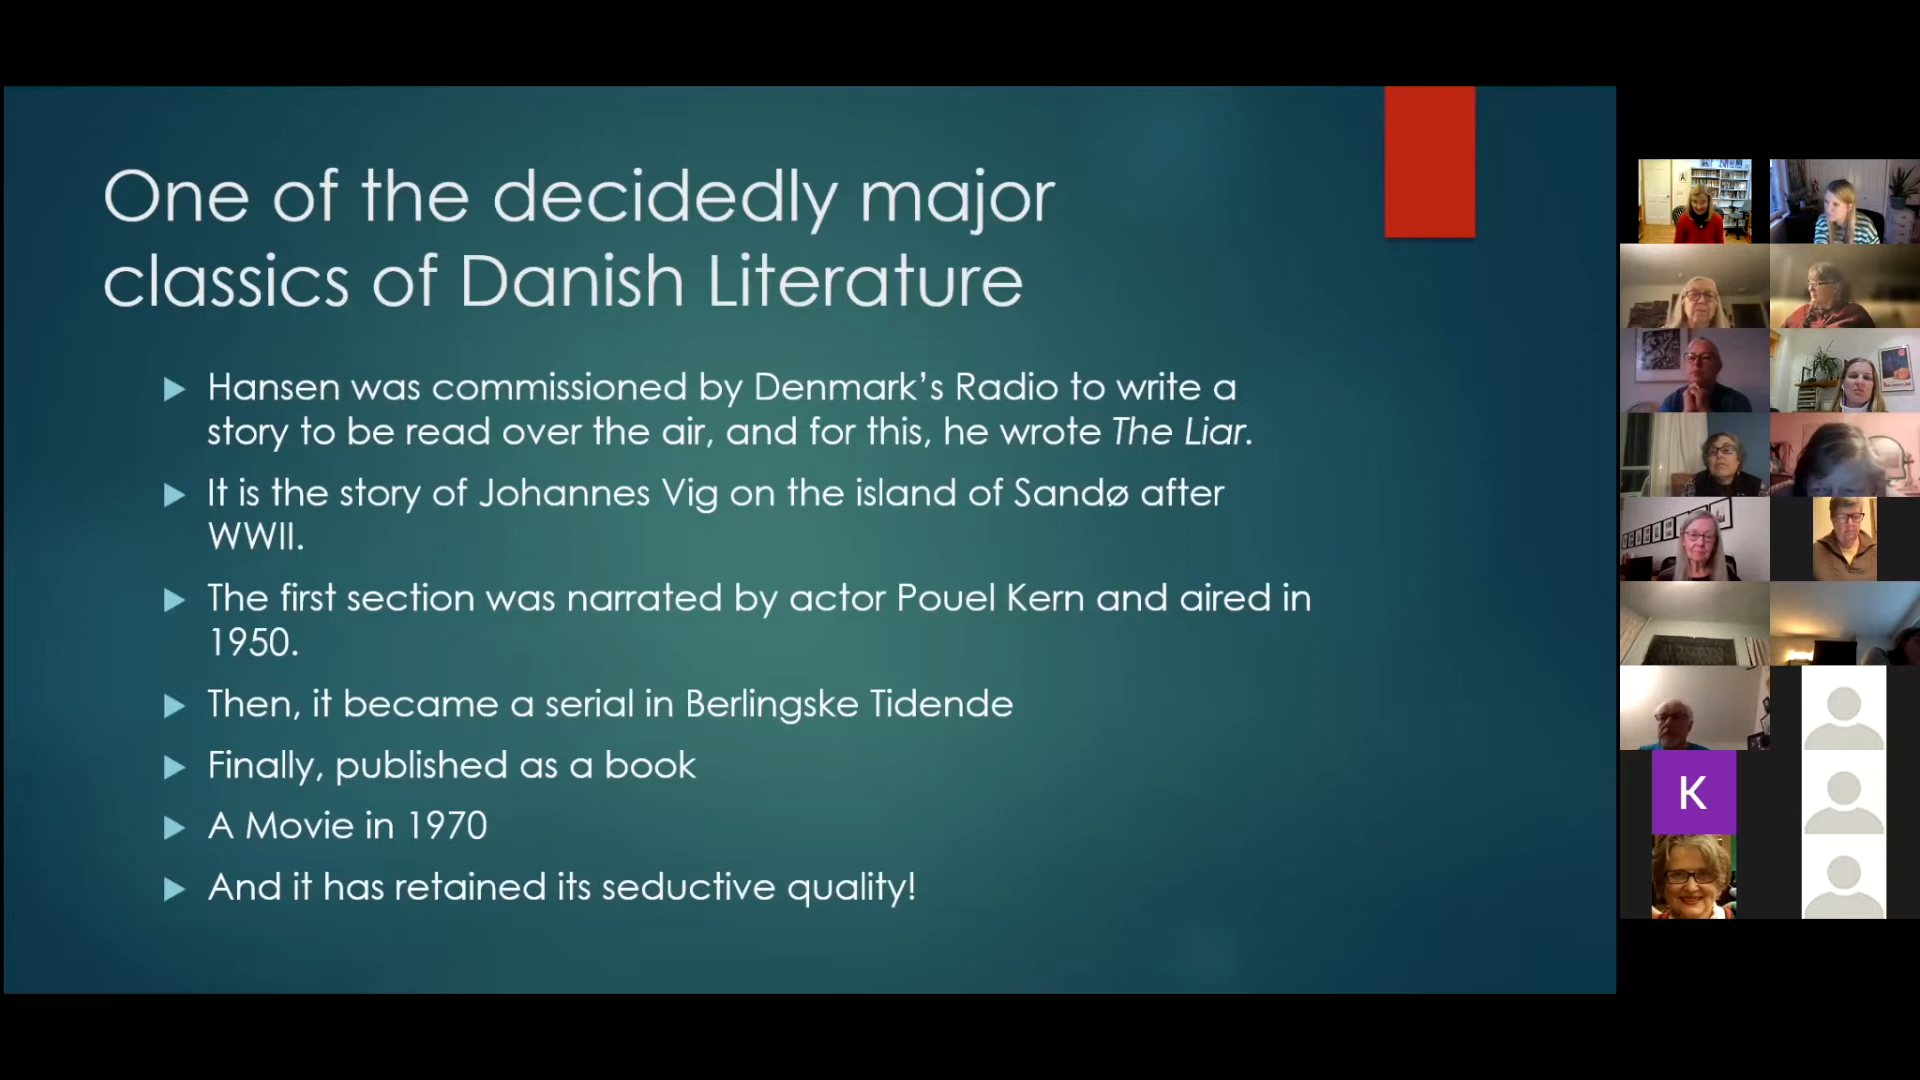 One of the decidedly major
classics of Danish Literature
Hansen was commissioned by Denmark’s Radio to write a
story to be read over the air, and for this, he wrote The Liar.
It is the story of Johannes Vig on the island of Sandø after
WWII.
The first section was narrated by actor Pouel Kern and aired in
1950.
Then, it became a serial in Berlingske Tidende
Finally, published as a book
A Movie in 1970
And it has retained its seductive quality!
K